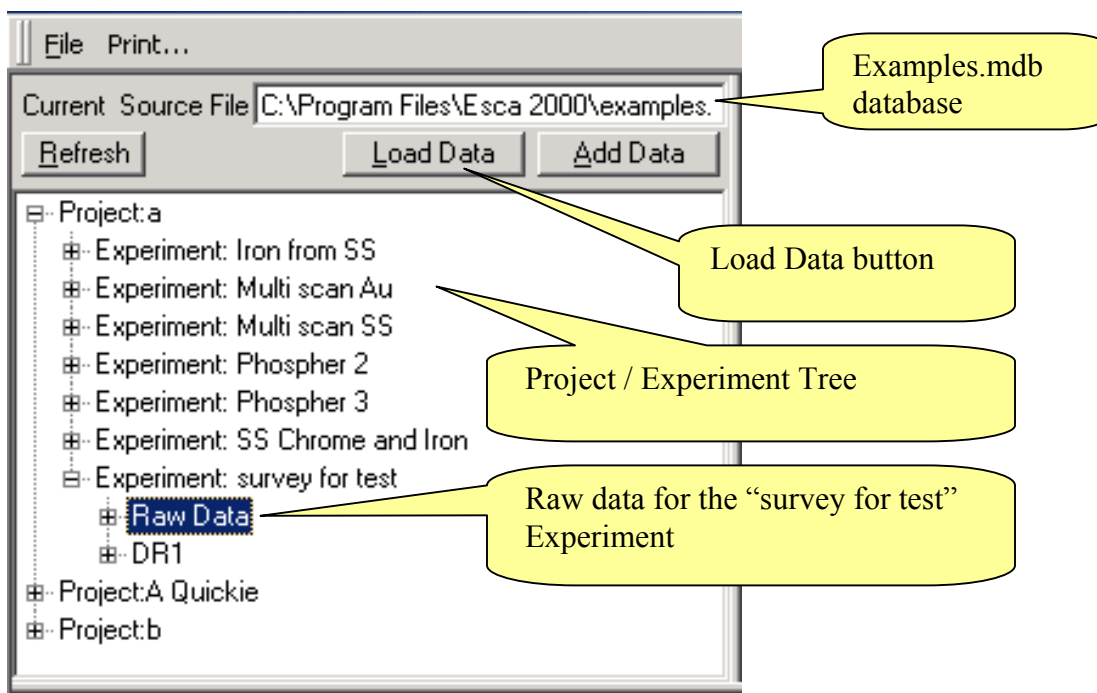 File Print...
Examples.mdb
database
Current Source File C:\Program Files\Esca 2000\examples.
Refresh Load Data Add Data
Project:a
Experiment: Iron from SS
Load Data button
Experiment: Multi scan Au
Experiment: Multi scan SS
Experiment: Phospher 2
Project / Experiment Tree
Experiment: Phospher 3
Experiment: SS Chrome and Iron
Experiment: survey for test
Raw Data
Raw data for the “survey for test”
Experiment
DR1
Project:A Quickie
Project:b